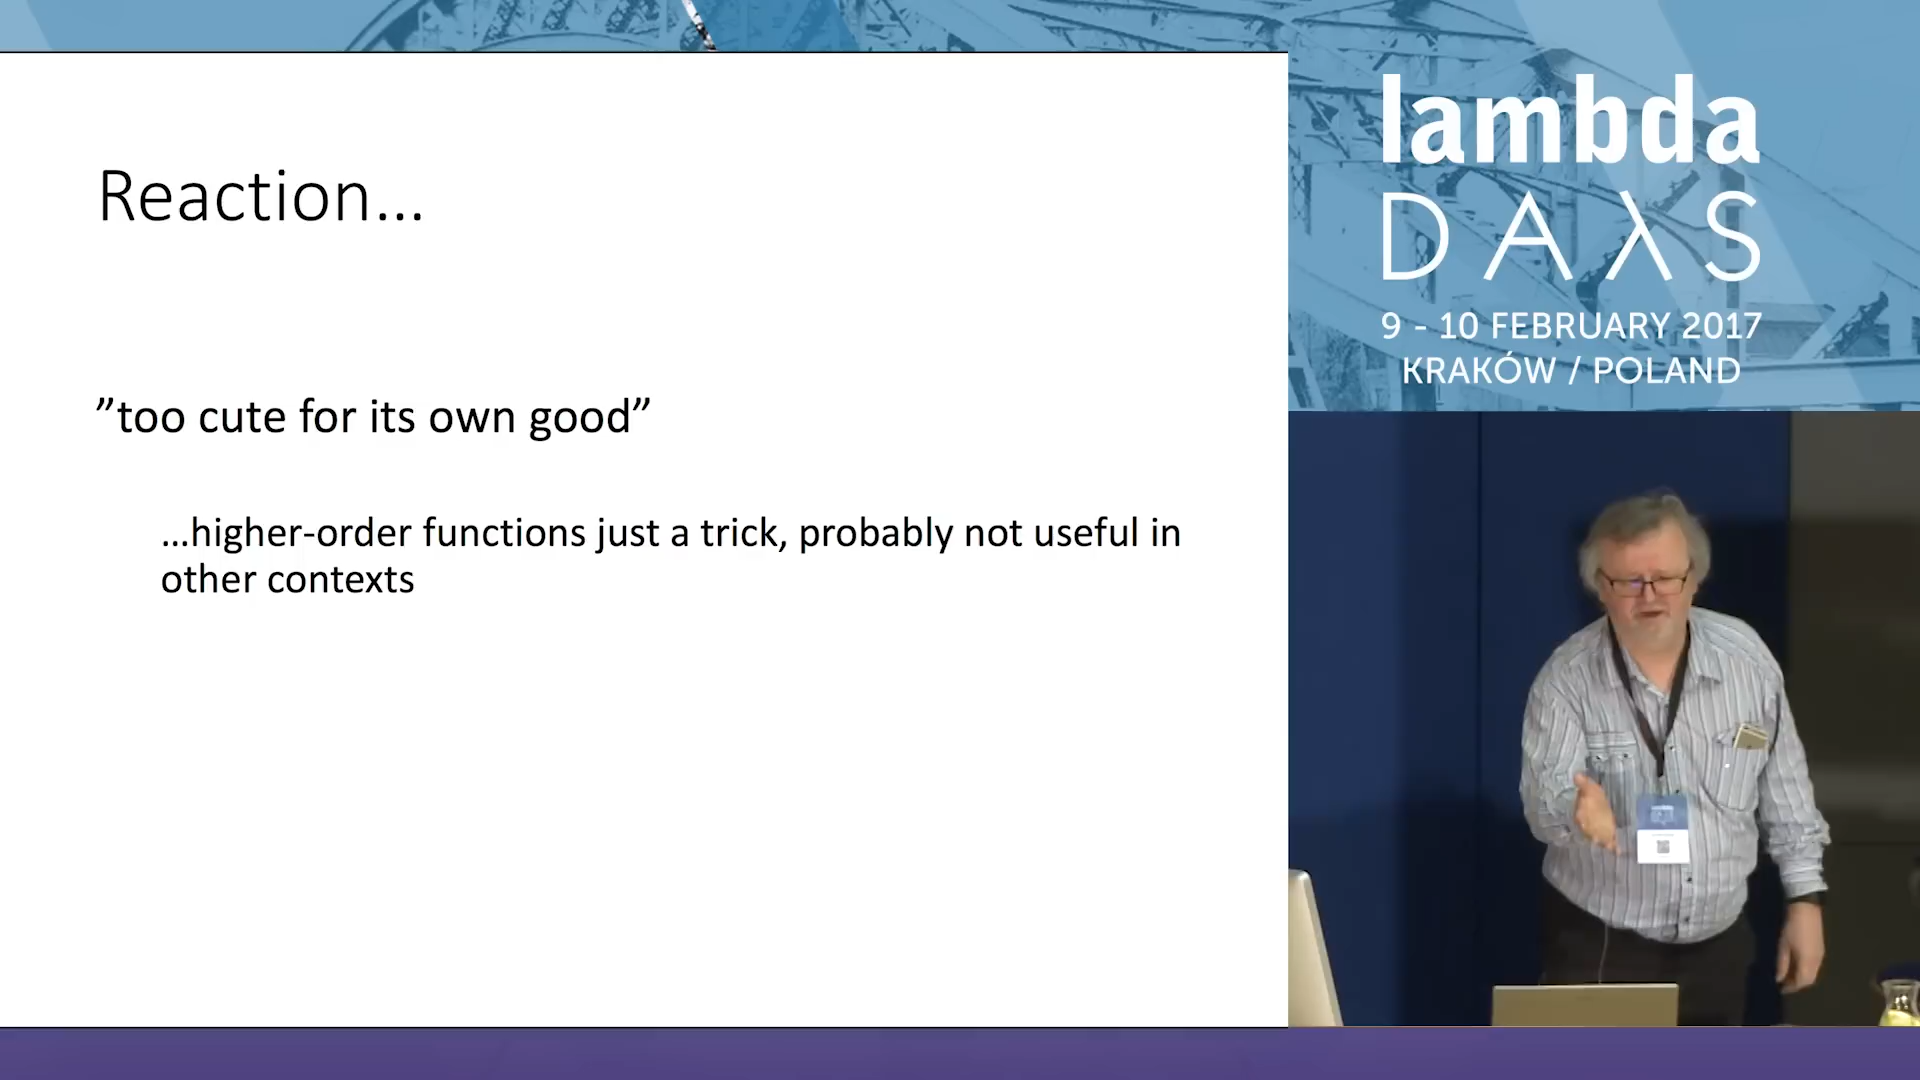 Reaction...
”too cute for its own good”
...higher-order functions just a trick, probably not useful in
other contexts
lambda
DAλS
9 - 10 FEBRUARY 2017
KRAKÓW / POLAND